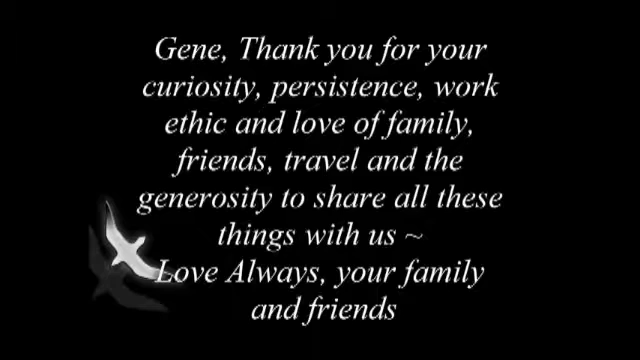 Gene, Thank you for your
curiosity, persistence, work
ethic and love of family,
friends, travel and the
generosity to share all these
things with us ~
Love Always, your family
and friends